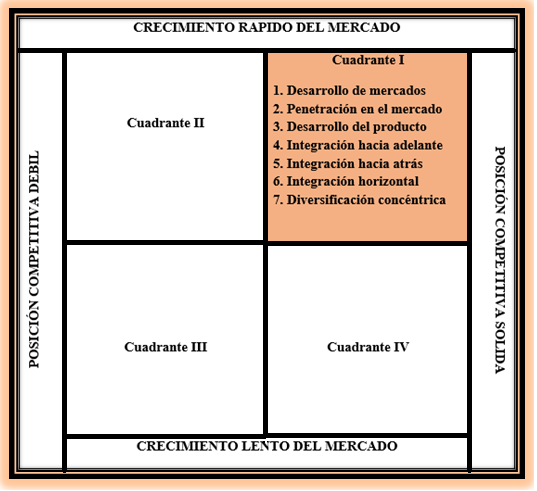 CRECIMIENTO RAPIDO DEL MERCADO
POSICIÓN COMPETITIVA DEBIL
Cuadrante II
Cuadrante I
1. Desarrollo de mercados
2. Penetración en el mercado
3. Desarrollo del producto
4. Integración hacia adelante
5. Integración hacia atrás
6. Integración horizontal
7. Diversificación concéntrica
POSICIÓN COMPETITIVA SOLIDA
Cuadrante III
Cuadrante IV
CRECIMIENTO LENTO DEL MERCADO